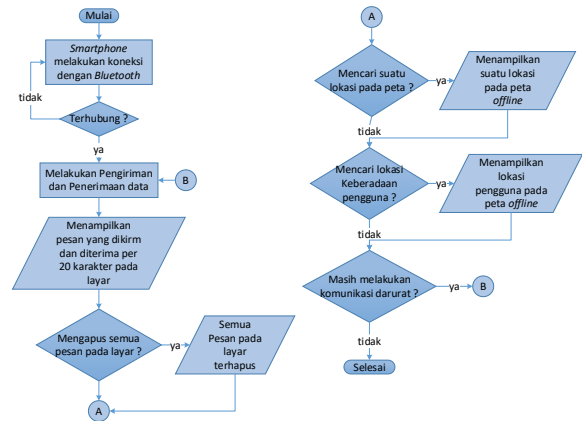 Mulai
Smartphone
melakukan koneksi
dengan Bluetooth
tidak
Terhubung ?
ya
Melakukan Pengiriman
dan Penerimaan data
B
Menampilkan
pesan yang dikirm
dan diterima per
20 karakter pada
layar
Mengapus semua
pesan pada layar ?
ya
Semua
Pesan pada
layar
terhapus
A
A
Mencari suatu
lokasi pada peta ?
ya
Menampilkan
suatu lokasi
pada peta
offline
tidak
Mencari lokasi
Keberadaan
pengguna ?
ya
Menampilkan
lokasi
pengguna pada
peta offline
tidak
Masih melakukan
komunikasi darurat ?
ya
B
tidak
Selesai